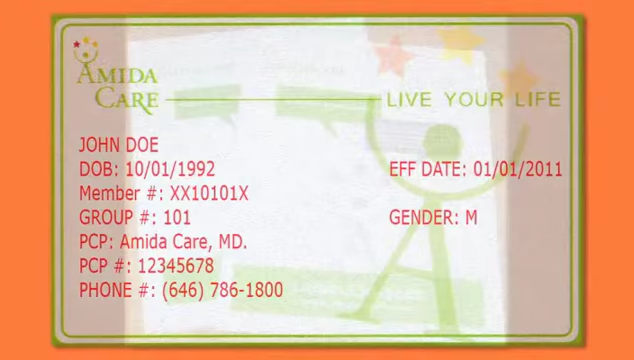 AMIDA
CARE
LIVE YOUR LIFE
JOHN DOE
DOB: 10/01/1992 EFF DATE: 01/01/2011
Member #: XX10101X
GROUP #: 101 GENDER: M
PCP: Amida Care, MD.
PCP #: 12345678
PHONE #: (646) 786-1800